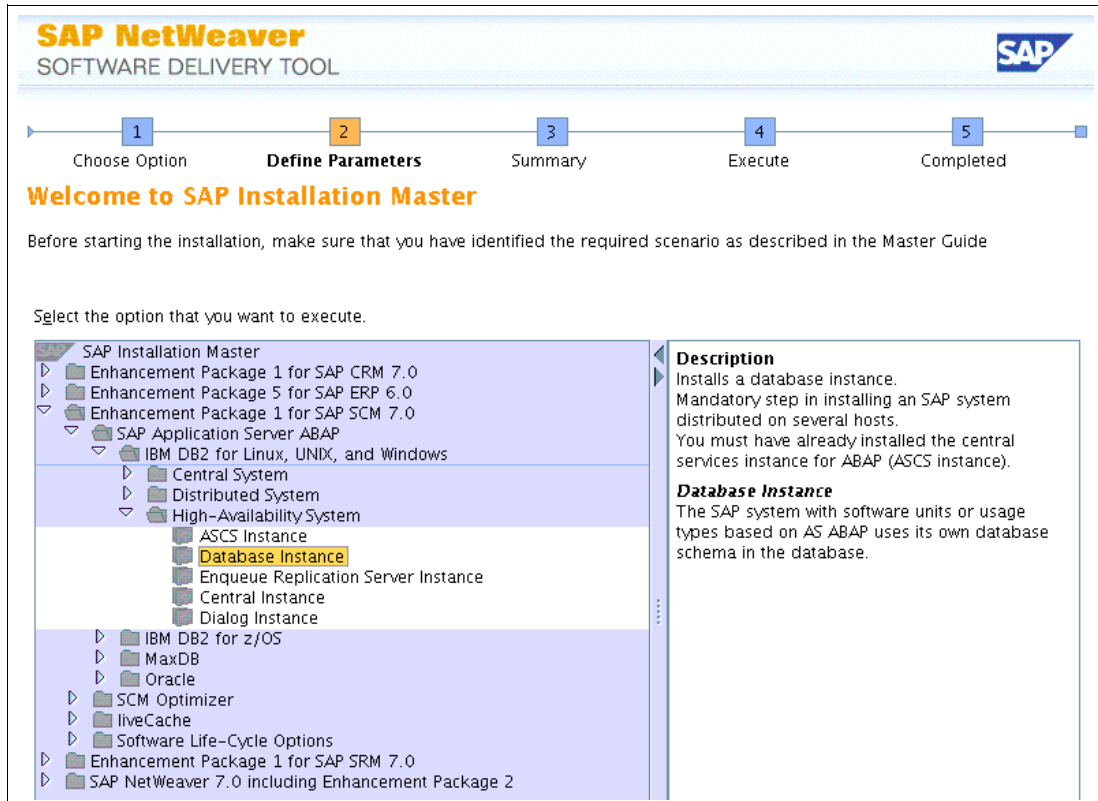 SAP NetWeaver
SOFTWARE DELIVERY TOOL
SAP
1 2 3 4 5
Choose Option Define Parameters Summary Execute Completed
Welcome to SAP Installation Master
Before starting the installation, make sure that you have identified the required scenario as described in the Master Guide
Select the option that you want to execute.
SAP SAP Installation Master
Enhancement Package 1 for SAP CRM 7.0
Enhancement Package 5 for SAP ERP 6.0
Enhancement Package 1 for SAP SCM 7.0
SAP Application Server ABAP
IBM DB2 for Linux, UNIX, and Windows
Central System
Distributed System
High-Availability System
ASCS Instance
Database Instance
Enqueue Replication Server Instance
Central Instance
Dialog Instance
IBM DB2 for z/OS
MaxDB
Oracle
SCM Optimizer
liveCache
Software Life-Cycle Options
Enhancement Package 1 for SAP SRM 7.0
SAP NetWeaver 7.0 including Enhancement Package 2
Description
Installs a database instance.
Mandatory step in installing an SAP system
distributed on several hosts.
You must have already installed the central
services instance for ABAP (ASCS instance).
Database Instance
The SAP system with software units or usage
types based on AS ABAP uses its own database
schema in the database.